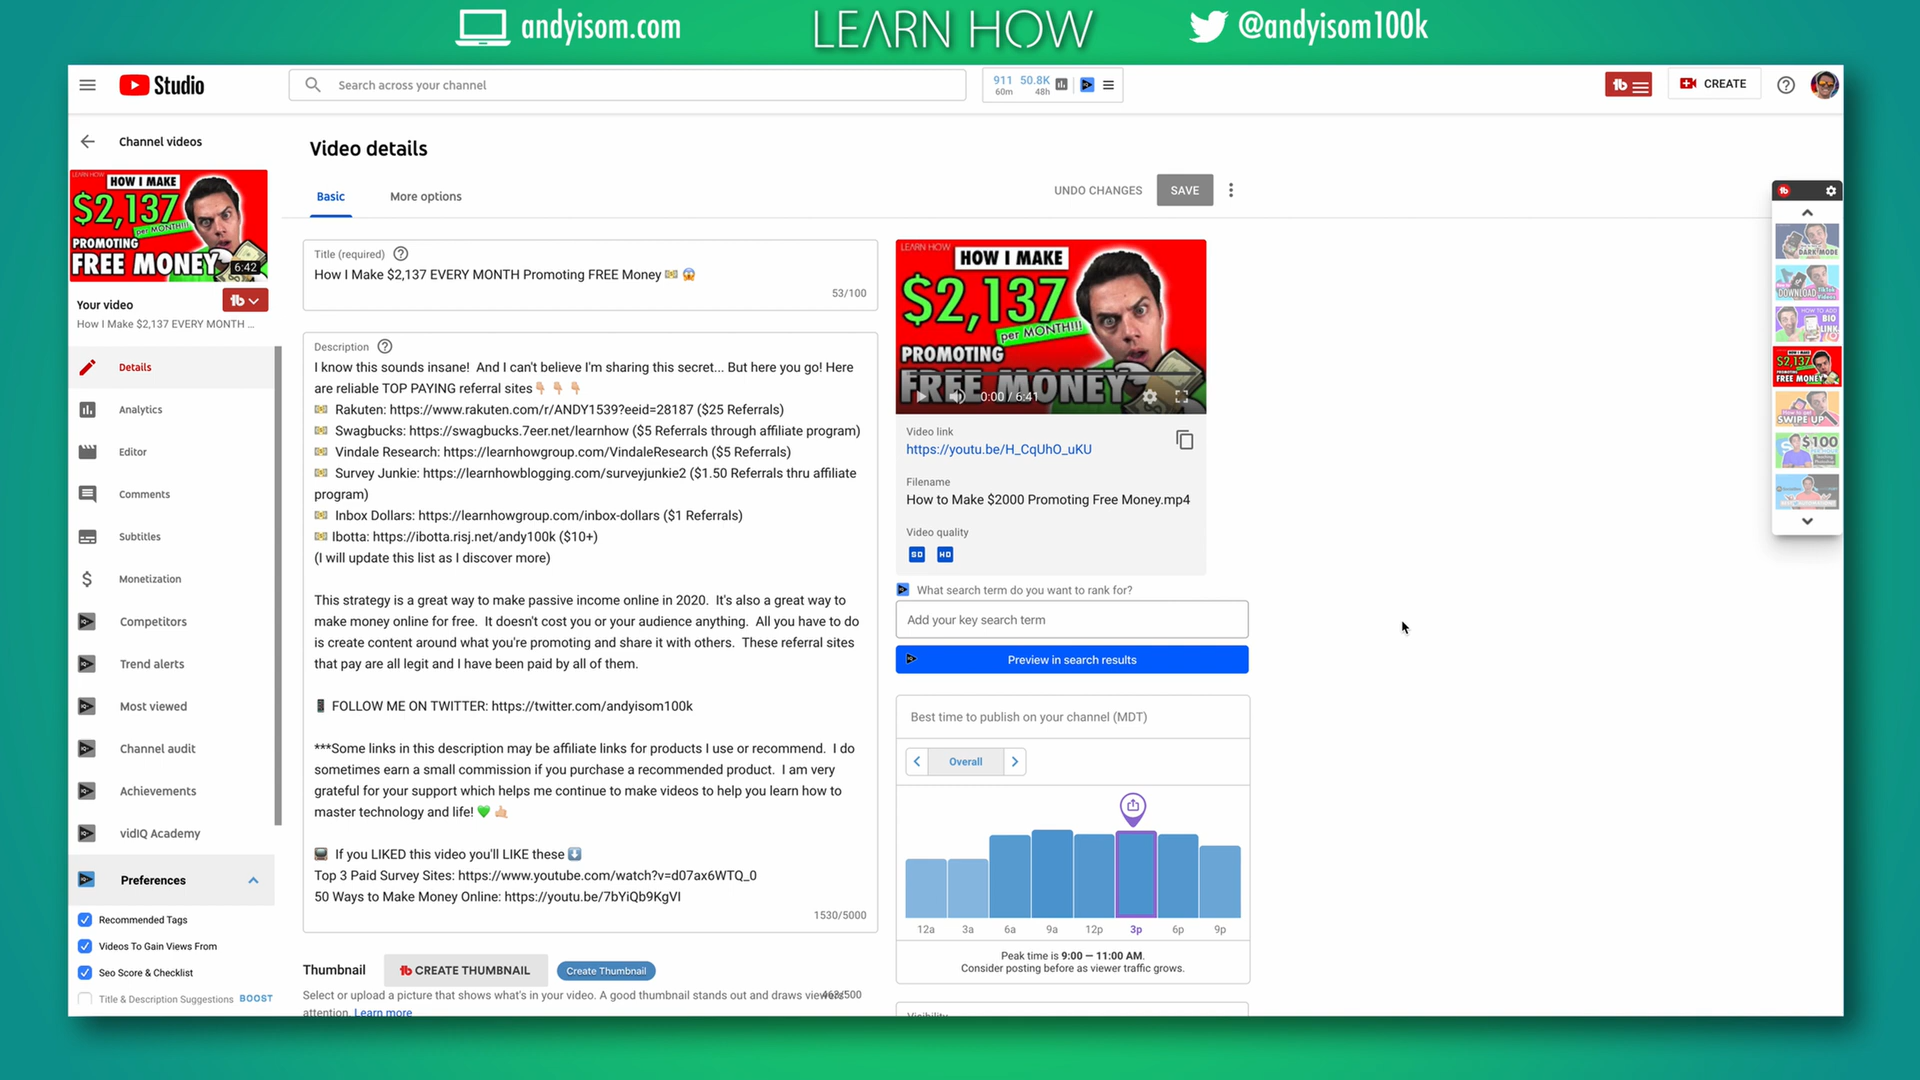 andyisom.com
LEARN HOW
@andyisom100k
Studio
Search across your channel
911 50.8K
60m 48h
CREATE
Channel videos
Video details
LEARN HOW
HOW I MAKE
$2,137
per MONTH!!!
PROMOTING
FREE MONEY
6:42
Basic
More options
UNDO CHANGES
SAVE
Your video
How I Make $2,137 EVERY MONTH ...
Details
Analytics
Editor
Comments
Subtitles
Monetization
Competitors
Trend alerts
Most viewed
Channel audit
Achievements
vidIQ Academy
Preferences
Recommended Tags
Videos To Gain Views From
Seo Score & Checklist
Title & Description Suggestions BOOST
Title (required)
How I Make $2,137 EVERY MONTH Promoting FREE Money 💴 😱
53/100
Description
I know this sounds insane!  And I can't believe I'm sharing this secret... But here you go! Here
are reliable TOP PAYING referral sites👇🏼 👇🏼 👇🏼
💴 Rakuten: https://www.rakuten.com/r/ANDY1539?eeid=28187 ($25 Referrals)
💴 Swagbucks: https://swagbucks.7eer.net/learnhow ($5 Referrals through affiliate program)
💴 Vindale Research: https://learnhowgroup.com/VindaleResearch ($5 Referrals)
💴 Survey Junkie: https://learnhowblogging.com/surveyjunkie2 ($1.50 Referrals thru affiliate
program)
💴 Inbox Dollars: https://learnhowgroup.com/inbox-dollars ($1 Referrals)
💴 Ibotta: https://ibotta.risj.net/andy100k ($10+)
(I will update this list as I discover more)
This strategy is a great way to make passive income online in 2020.  It's also a great way to
make money online for free.  It doesn't cost you or your audience anything.  All you have to do
is create content around what you're promoting and share it with others.  These referral sites
that pay are all legit and I have been paid by all of them.
📱 FOLLOW ME ON TWITTER: https://twitter.com/andyisom100k
***Some links in this description may be affiliate links for products I use or recommend.  I do
sometimes earn a small commission if you purchase a recommended product.  I am very
grateful for your support which helps me continue to make videos to help you learn how to
master technology and life! 💚 🤙🏼
📺 If you LIKED this video you'll LIKE these ⬇️
Top 3 Paid Survey Sites: https://www.youtube.com/watch?v=d07ax6WTQ_0
50 Ways to Make Money Online: https://youtu.be/7bYiQb9KgVI
1530/5000
Thumbnail
CREATE THUMBNAIL
Create Thumbnail
Select or upload a picture that shows what's in your video. A good thumbnail stands out and draws viewers'
463/500
attention. Learn more
LEARN HOW
HOW I MAKE
$2,137
per MONTH!!!
PROMOTING
FREE MONEY
0:00 / 6:41
Video link
https://youtu.be/H_CqUhO_uKU
Filename
How to Make $2000 Promoting Free Money.mp4
Video quality
SD HD
What search term do you want to rank for?
Add your key search term
Preview in search results
Best time to publish on your channel (MDT)
Overall
12a 3a 6a 9a 12p 3p 6p 9p
Peak time is 9:00 — 11:00 AM.
Consider posting before as viewer traffic grows.
Visibility
DARK MODE
DOWNLOAD
HOW TO ADD
BIO
LINK
$2,137
PROMOTING
FREE MONEY
How to get
SWIPE UP
$100